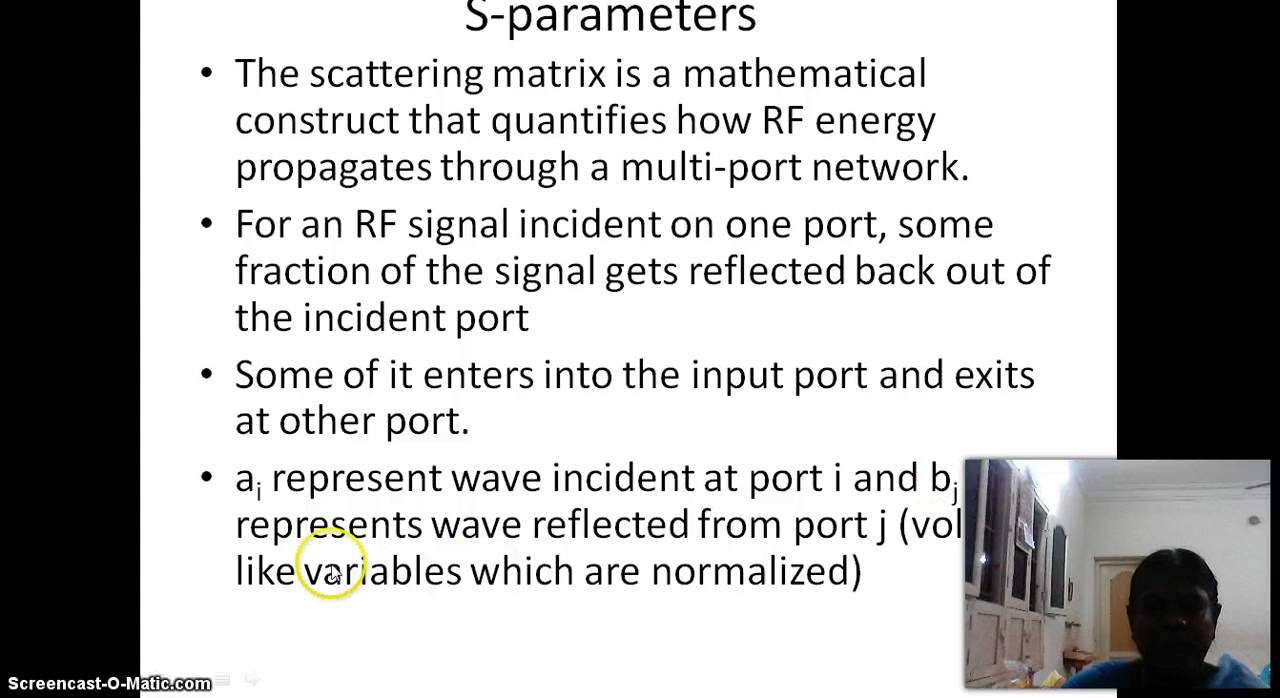 S-parameters
• The scattering matrix is a mathematical
construct that quantifies how RF energy
propagates through a multi-port network.
• For an RF signal incident on one port, some
fraction of the signal gets reflected back out of
the incident port
• Some of it enters into the input port and exits
at other port.
• aᵢ represent wave incident at port i and bⱼ
represents wave reflected from port j (vol
like variables which are normalized)
Screencast-O-Matic.com